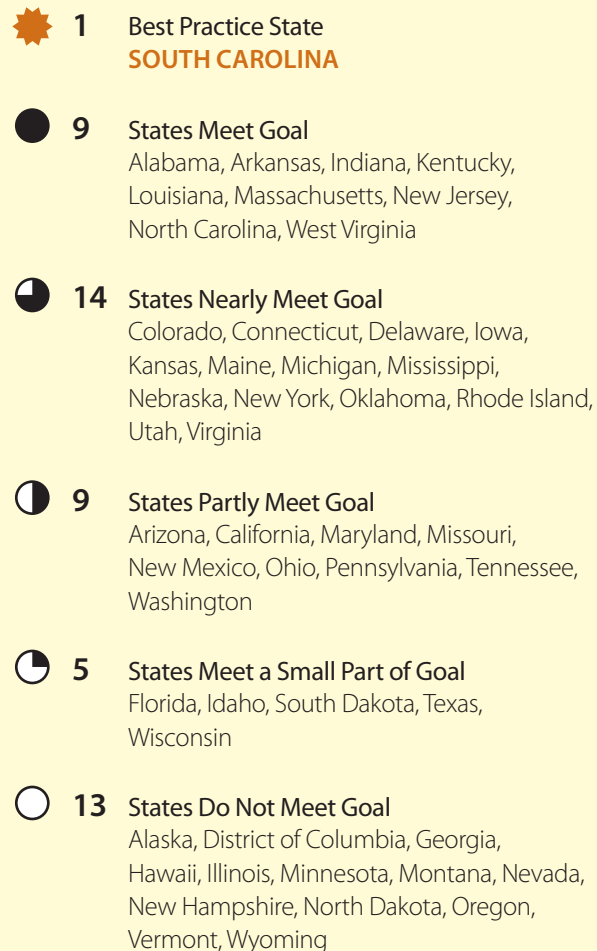 1 Best Practice State
SOUTH CAROLINA
9 States Meet Goal
Alabama, Arkansas, Indiana, Kentucky,
Louisiana, Massachusetts, New Jersey,
North Carolina, West Virginia
14 States Nearly Meet Goal
Colorado, Connecticut, Delaware, Iowa,
Kansas, Maine, Michigan, Mississippi,
Nebraska, New York, Oklahoma, Rhode Island,
Utah, Virginia
9 States Partly Meet Goal
Arizona, California, Maryland, Missouri,
New Mexico, Ohio, Pennsylvania, Tennessee,
Washington
5 States Meet a Small Part of Goal
Florida, Idaho, South Dakota, Texas,
Wisconsin
13 States Do Not Meet Goal
Alaska, District of Columbia, Georgia,
Hawaii, Illinois, Minnesota, Montana, Nevada,
New Hampshire, North Dakota, Oregon,
Vermont, Wyoming